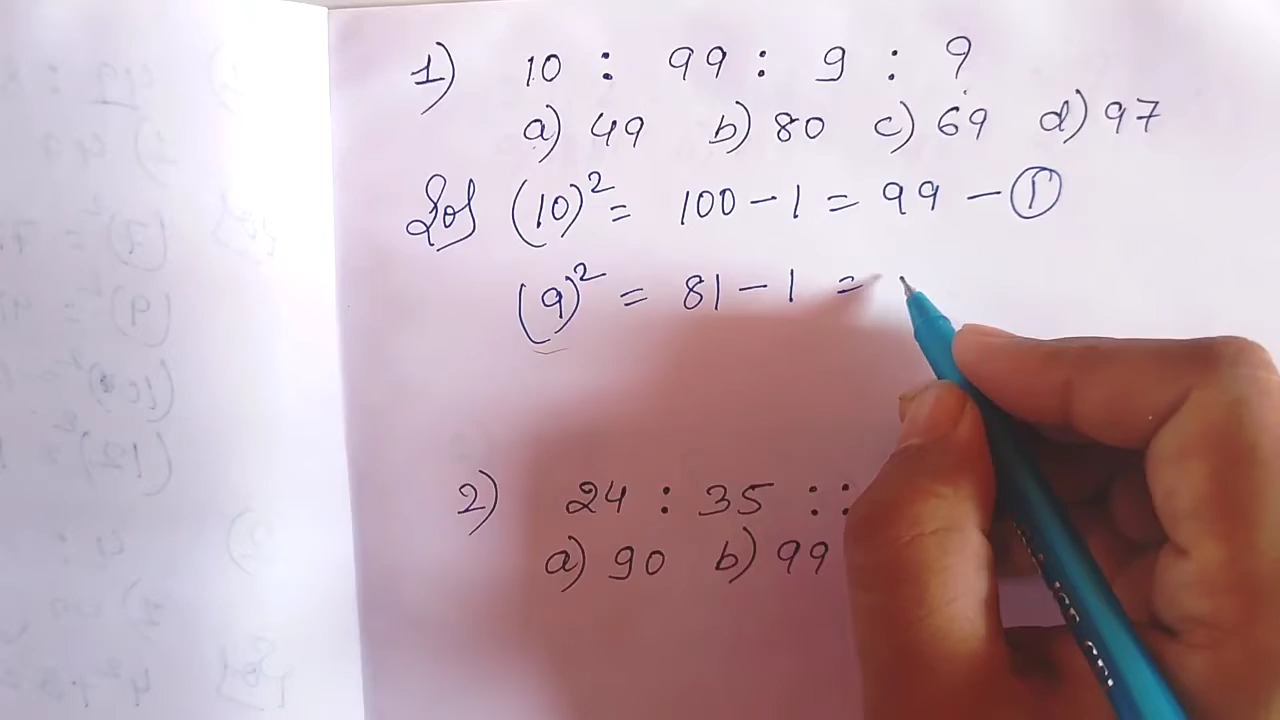 1) 10 : 99 : 9 : ?
a) 49 b) 80 c) 69 d) 97
Sol (10)² = 100 - 1 = 99 - ①
(9)² = 81 - 1 =
2) 24 : 35 ::
a) 90 b) 99